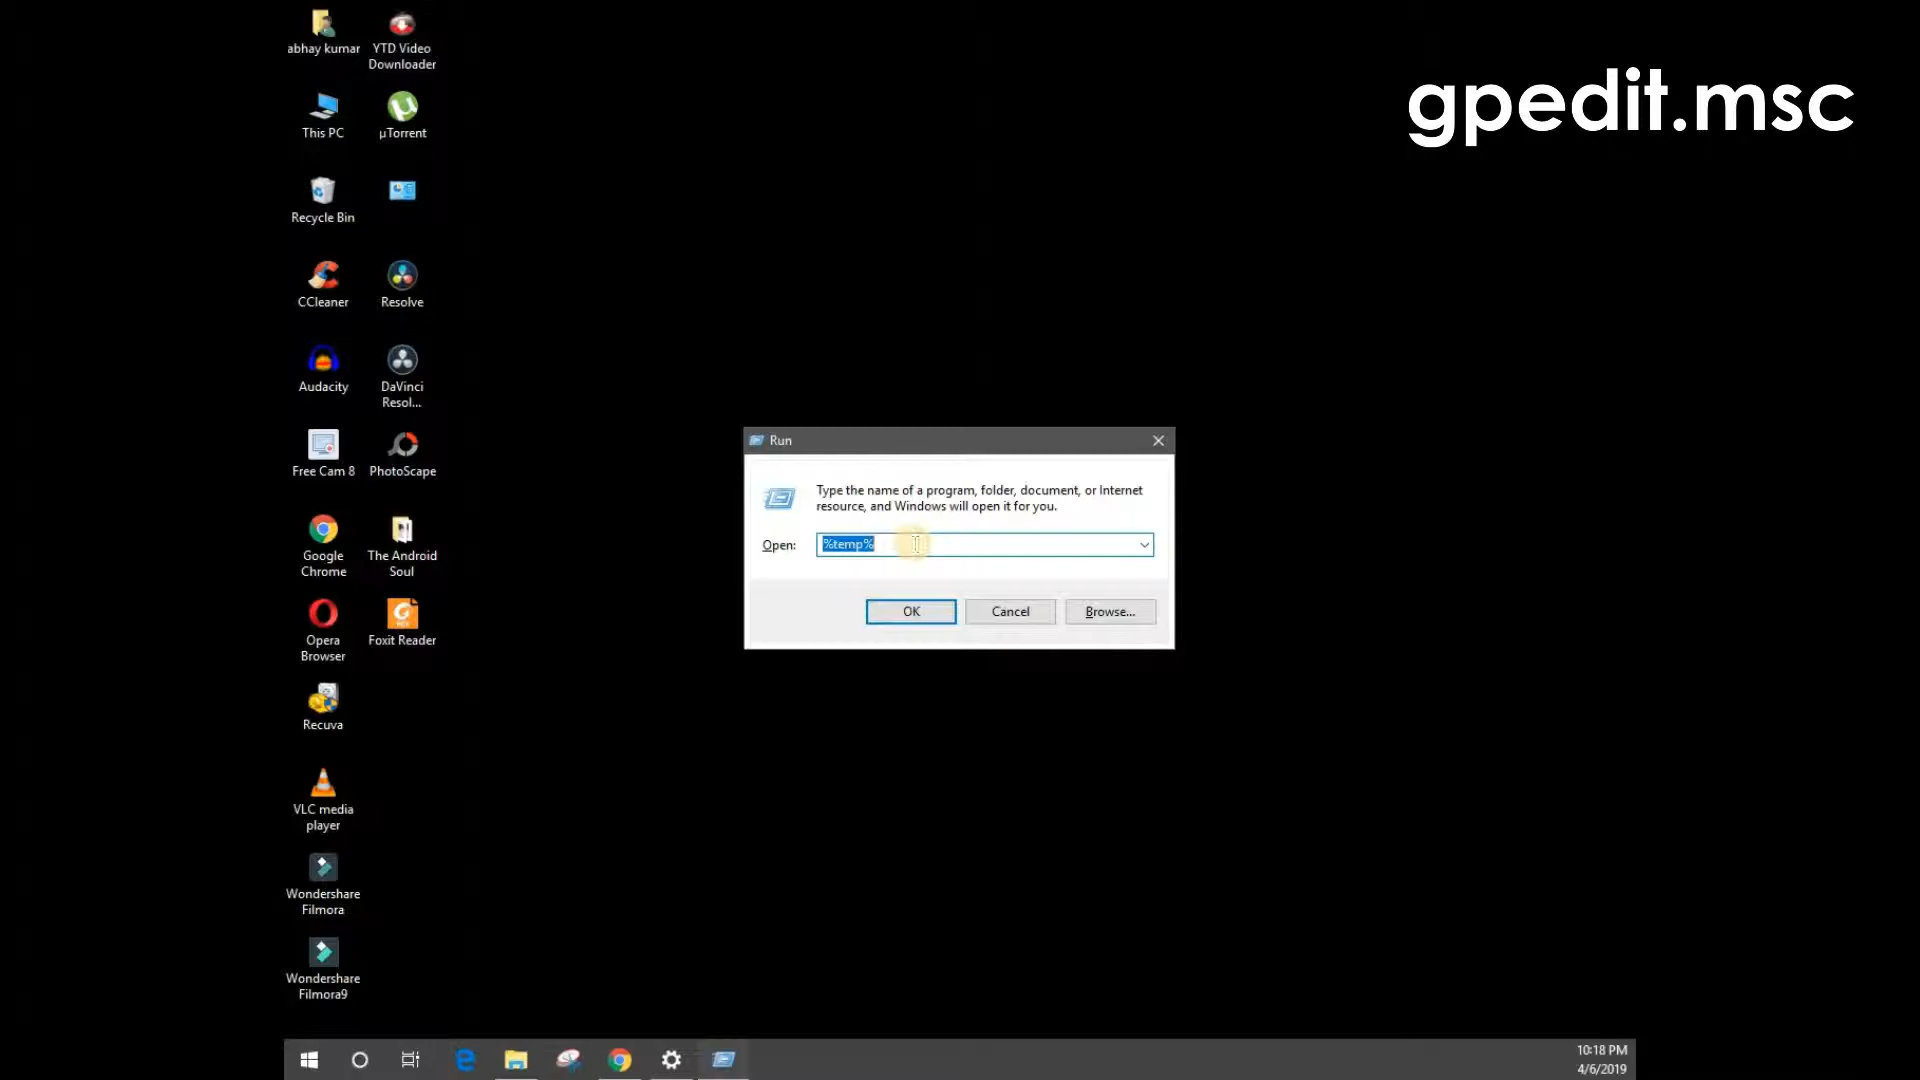 abhay kumar
YTD Video
Downloader
This PC
µTorrent
Recycle Bin
CCleaner
Resolve
Audacity
DaVinci
Resol...
Free Cam 8
PhotoScape
Google
Chrome
The Android
Soul
Opera
Browser
Foxit Reader
Recuva
VLC media
player
Wondershare
Filmora
Wondershare
Filmora9
gpedit.msc
Run
Type the name of a program, folder, document, or Internet
resource, and Windows will open it for you.
Open:
%temp%
OK
Cancel
Browse...
10:18 PM
4/6/2019